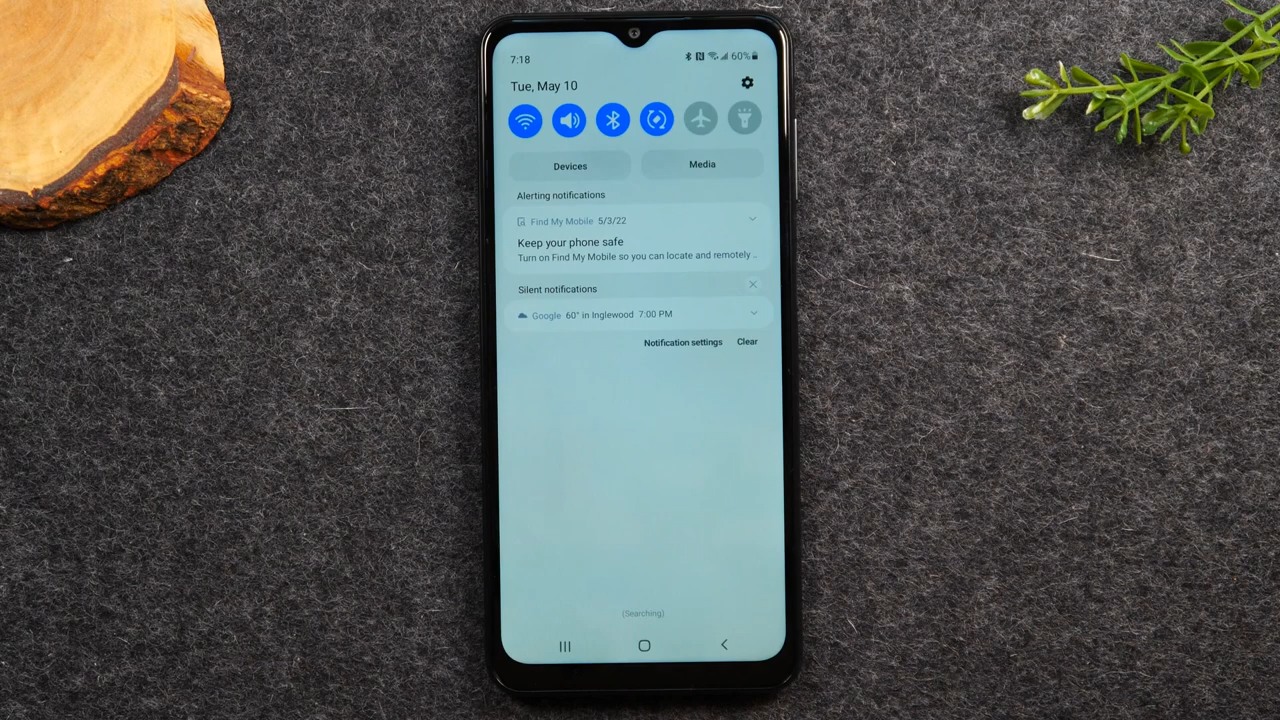 7:18
60%
Tue, May 10
Devices
Media
Alerting notifications
Find My Mobile 5/3/22
Keep your phone safe
Turn on Find My Mobile so you can locate and remotely ..
Silent notifications
Google 60° in Inglewood 7:00 PM
Notification settings Clear
(Searching)